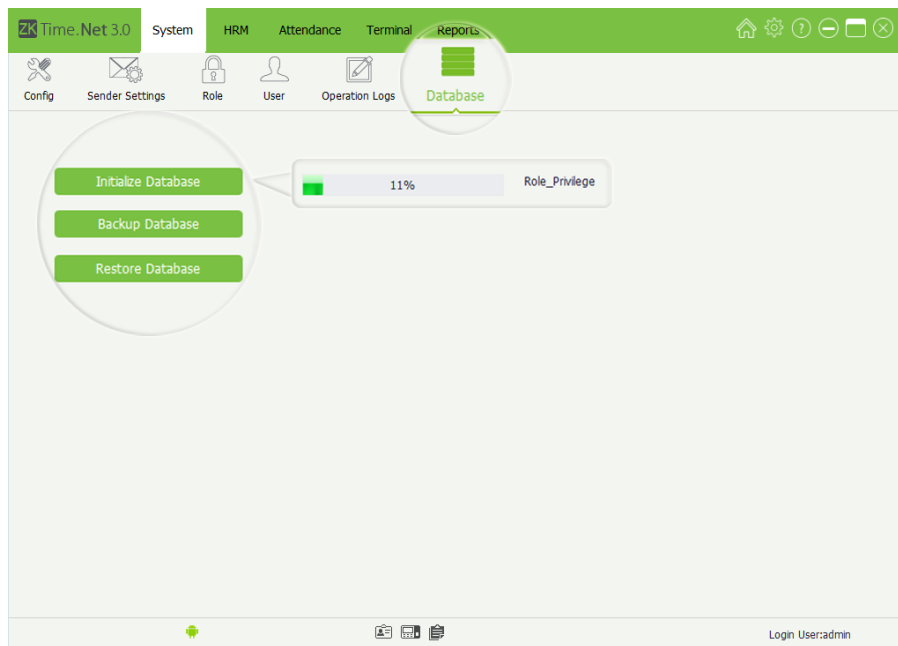 ZK Time.Net 3.0 System HRM Attendance Terminal Reports
Config Sender Settings Role User Operation Logs Database
Initialize Database
11% Role_Privilege
Backup Database
Restore Database
Login User:admin